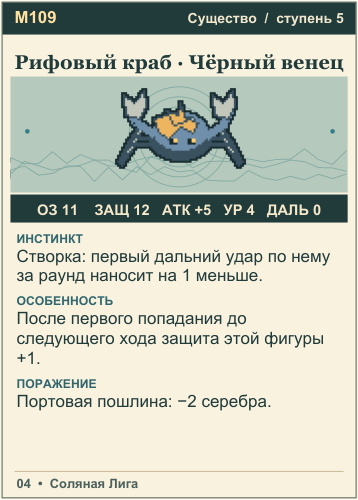 M109 Существо / ступень 5
Рифовый краб · Чёрный венец
ОЗ 11 ЗАЩ 12 АТК +5 УР 4 ДАЛЬ 0
ИНСТИНКТ
Створка: первый дальний удар по нему
за раунд наносит на 1 меньше.
ОСОБЕННОСТЬ
После первого попадания до
следующего хода защита этой фигуры
+1.
ПОРАЖЕНИЕ
Портовая пошлина: −2 серебра.
04 • Соляная Лига